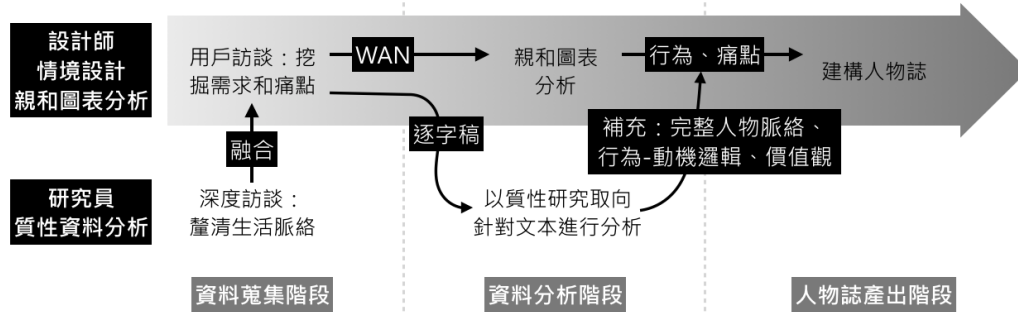 設計師
情境設計
親和圖表分析
用戶訪談：挖
掘需求和痛點
WAN
親和圖表
分析
行為、痛點
建構人物誌
逐字稿
融合
補充：完整人物脈絡、
行為-動機邏輯、價值觀
研究員
質性資料分析
深度訪談：
釐清生活脈絡
以質性研究取向
針對文本進行分析
資料蒐集階段
資料分析階段
人物誌產出階段